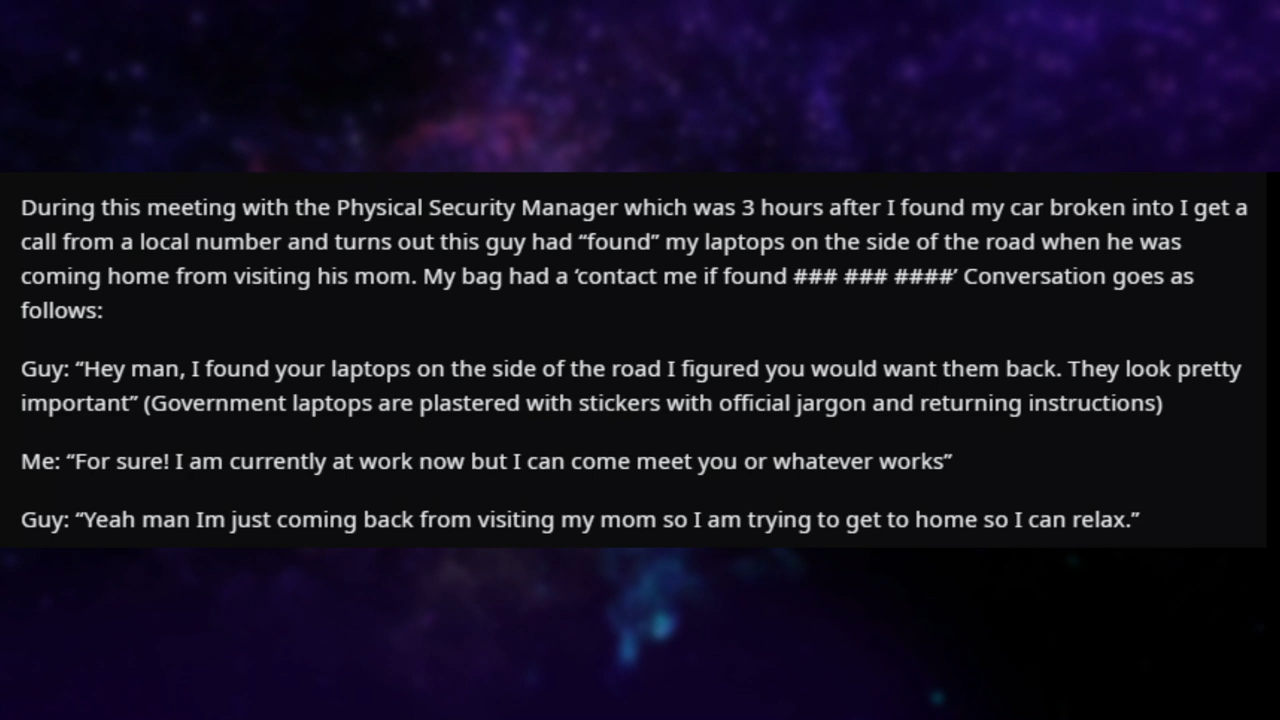 During this meeting with the Physical Security Manager which was 3 hours after I found my car broken into I get a
call from a local number and turns out this guy had “found” my laptops on the side of the road when he was
coming home from visiting his mom. My bag had a ‘contact me if found ### ### ####’ Conversation goes as
follows:
Guy: “Hey man, I found your laptops on the side of the road I figured you would want them back. They look pretty
important” (Government laptops are plastered with stickers with official jargon and returning instructions)
Me: “For sure! I am currently at work now but I can come meet you or whatever works”
Guy: “Yeah man Im just coming back from visiting my mom so I am trying to get to home so I can relax.”